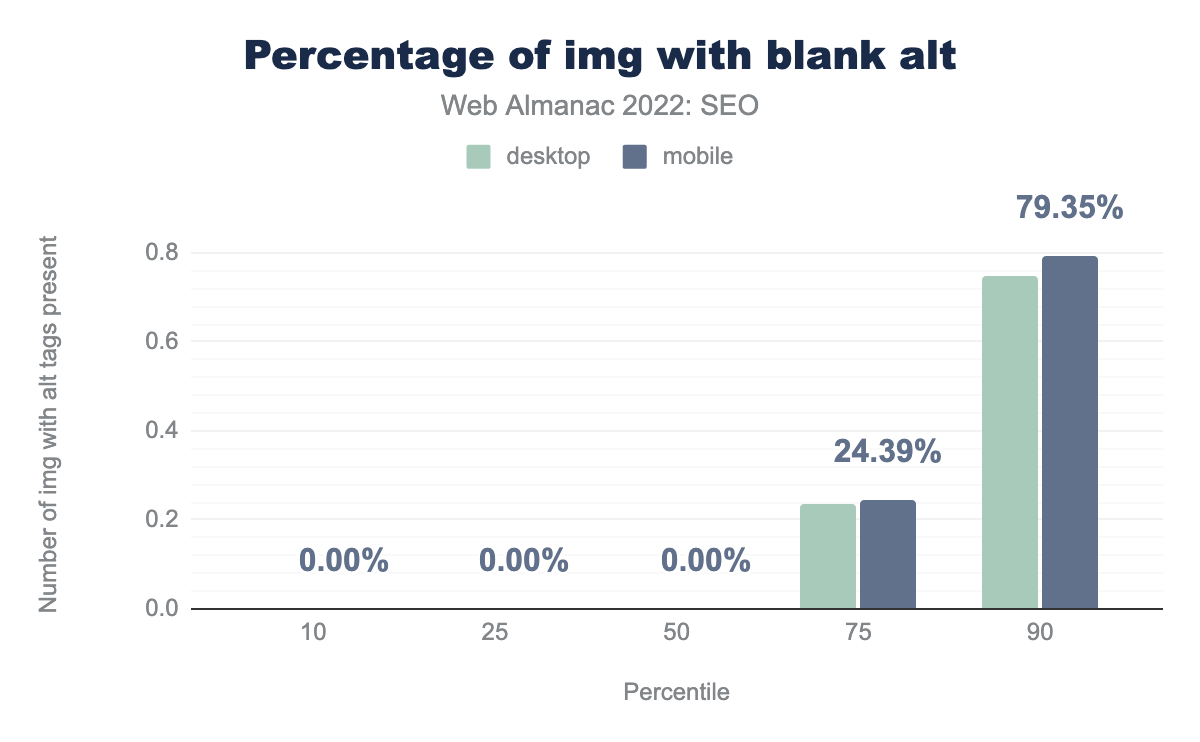 Percentage of img with blank alt
Web Almanac 2022: SEO
desktop
mobile
Number of img with alt tags present
0.8
0.6
0.4
0.2
0.0
0.00%
0.00%
0.00%
24.39%
79.35%
10
25
50
75
90
Percentile